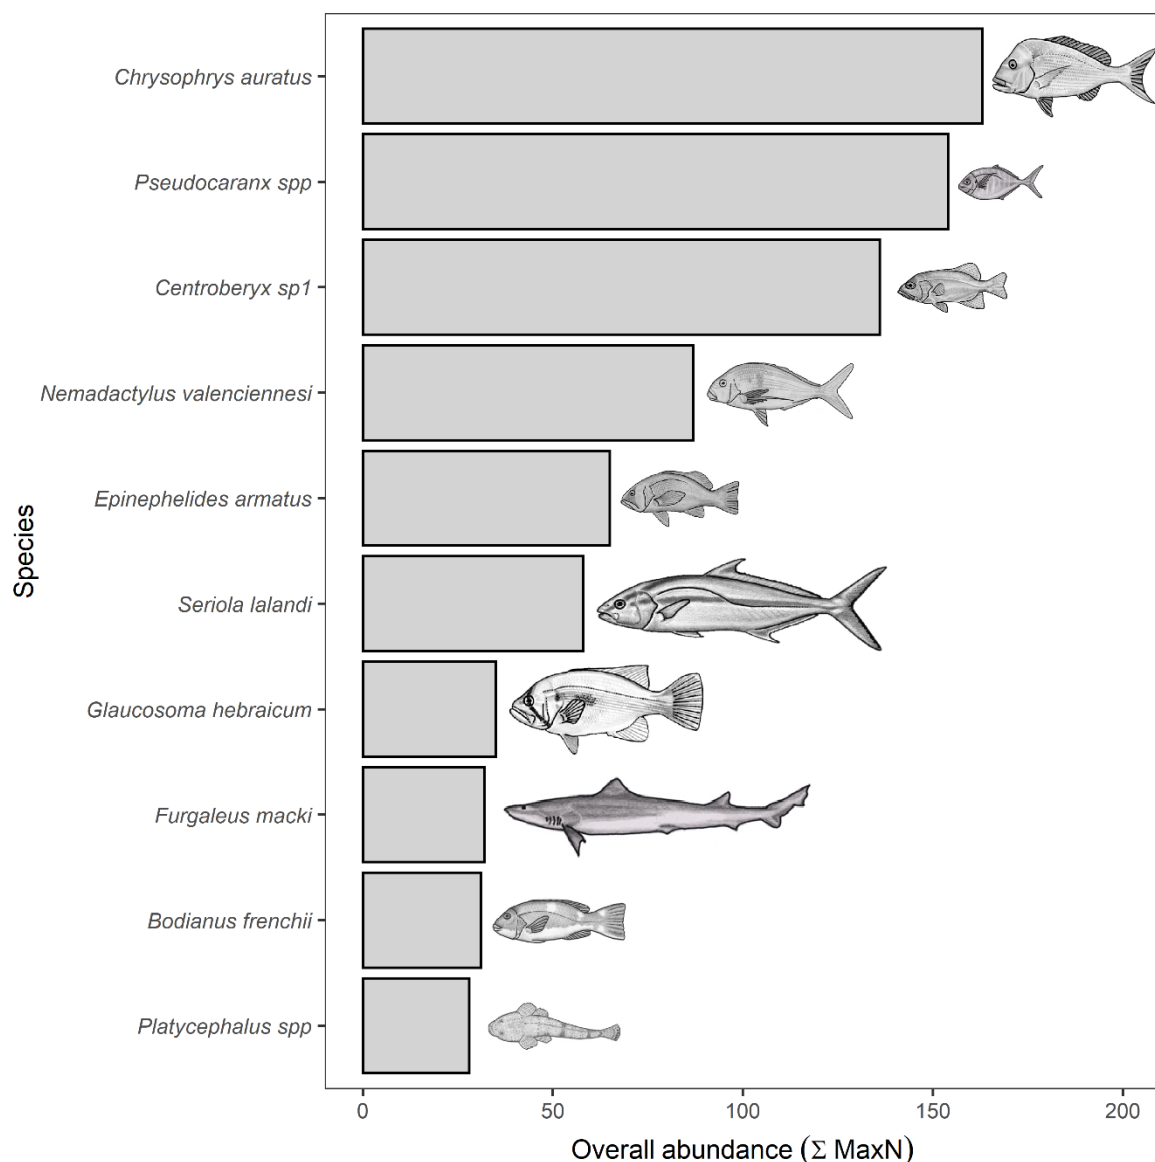 Chrysophrys auratus
Pseudocaranx spp
Centroberyx sp1
Nemadactylus valenciennesi
Epinephelides armatus
Seriola lalandi
Glaucosoma hebraicum
Furgaleus macki
Bodianus frenchii
Platycephalus spp
Species
0 50 100 150 200
Overall abundance (Σ MaxN)